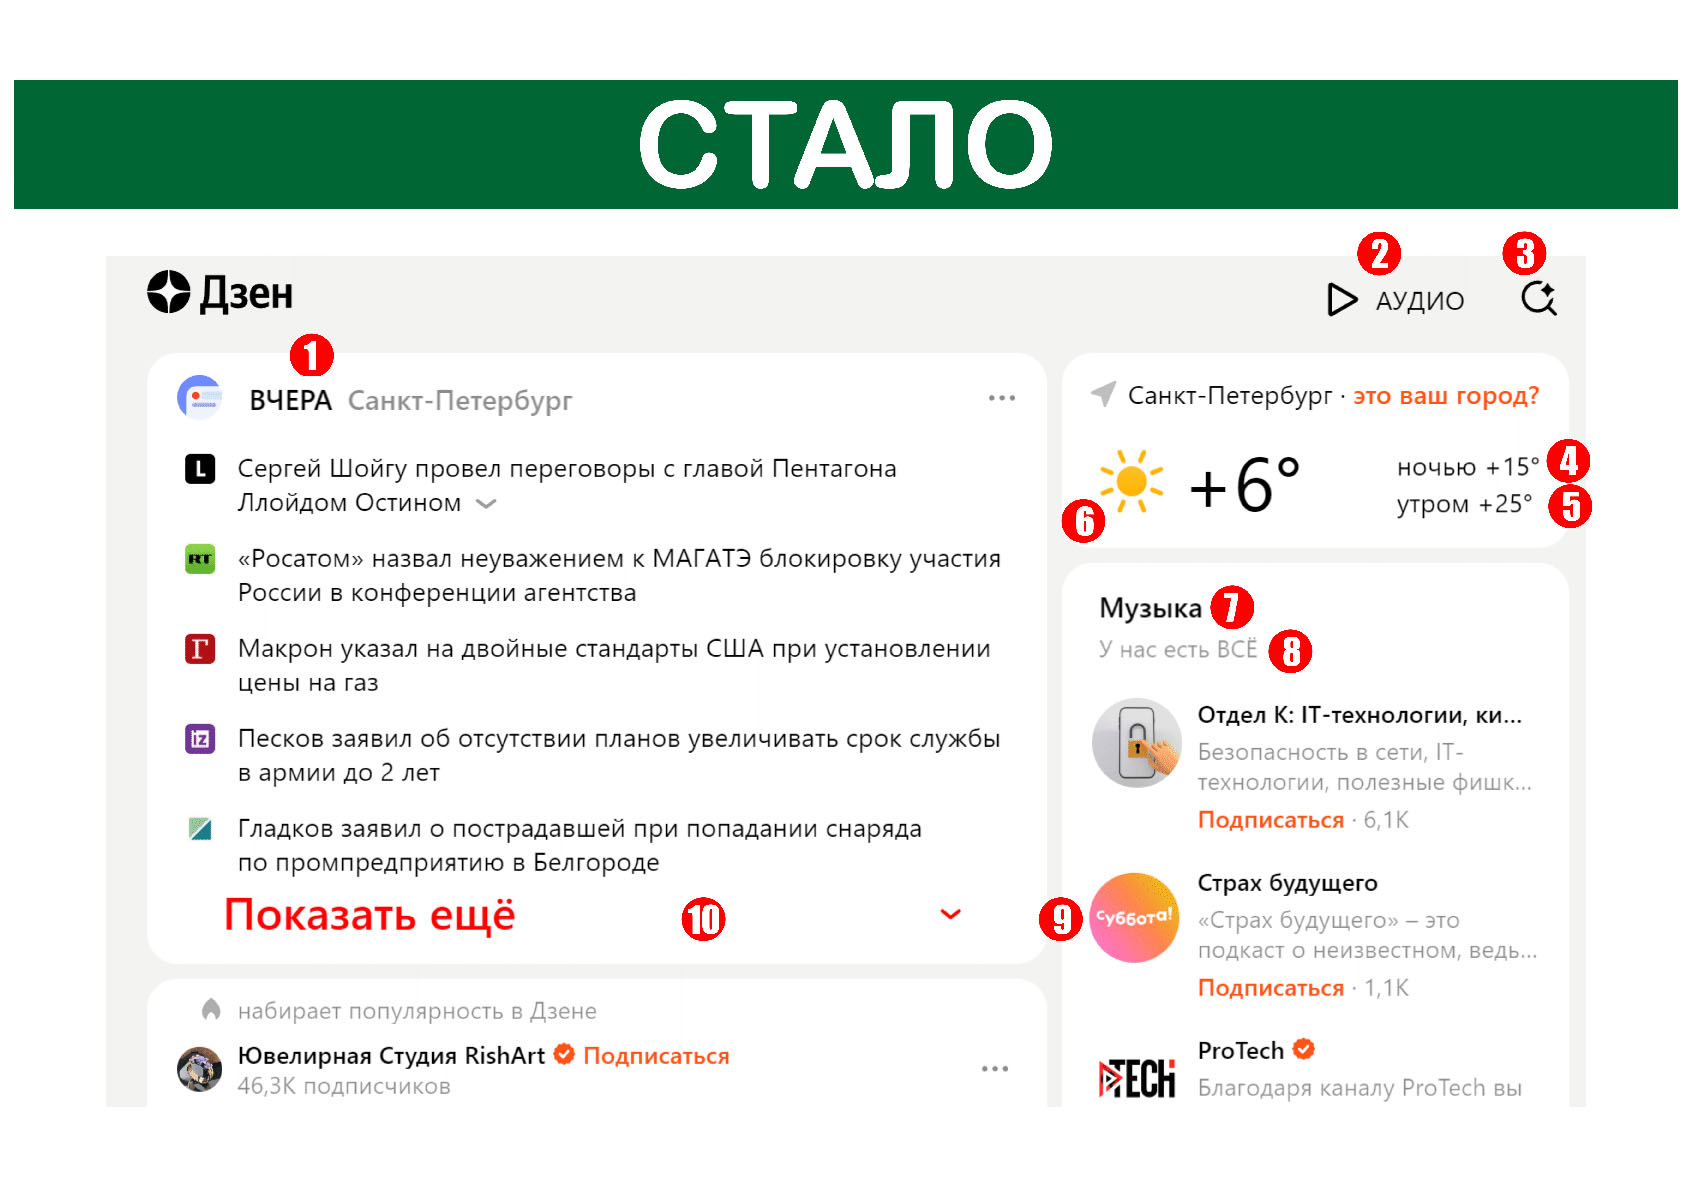 СТАЛО
2
3
Дзен
АУДИО
1
ВЧЕРА Санкт-Петербург
L Сергей Шойгу провел переговоры с главой Пентагона
Ллойдом Остином
RT «Росатом» назвал неуважением к МАГАТЭ блокировку участия
России в конференции агентства
Г Макрон указал на двойные стандарты США при установлении
цены на газ
iz Песков заявил об отсутствии планов увеличивать срок службы
в армии до 2 лет
Гладков заявил о пострадавшей при попадании снаряда
по промпредприятию в Белгороде
Показать ещё 10
набирает популярность в Дзене
Ювелирная Студия RishArt Подписаться
46,3К подписчиков
Санкт-Петербург · это ваш город?
+6°
ночью +15° 4
утром +25° 5
6
Музыка 7
У нас есть ВСЁ 8
Отдел К: IT-технологии, ки...
Безопасность в сети, IT-
технологии, полезные фишк...
Подписаться · 6,1К
9
суббота!
Страх будущего
«Страх будущего» – это
подкаст о неизвестном, ведь...
Подписаться · 1,1К
PTECH
ProTech
Благодаря каналу ProTech вы